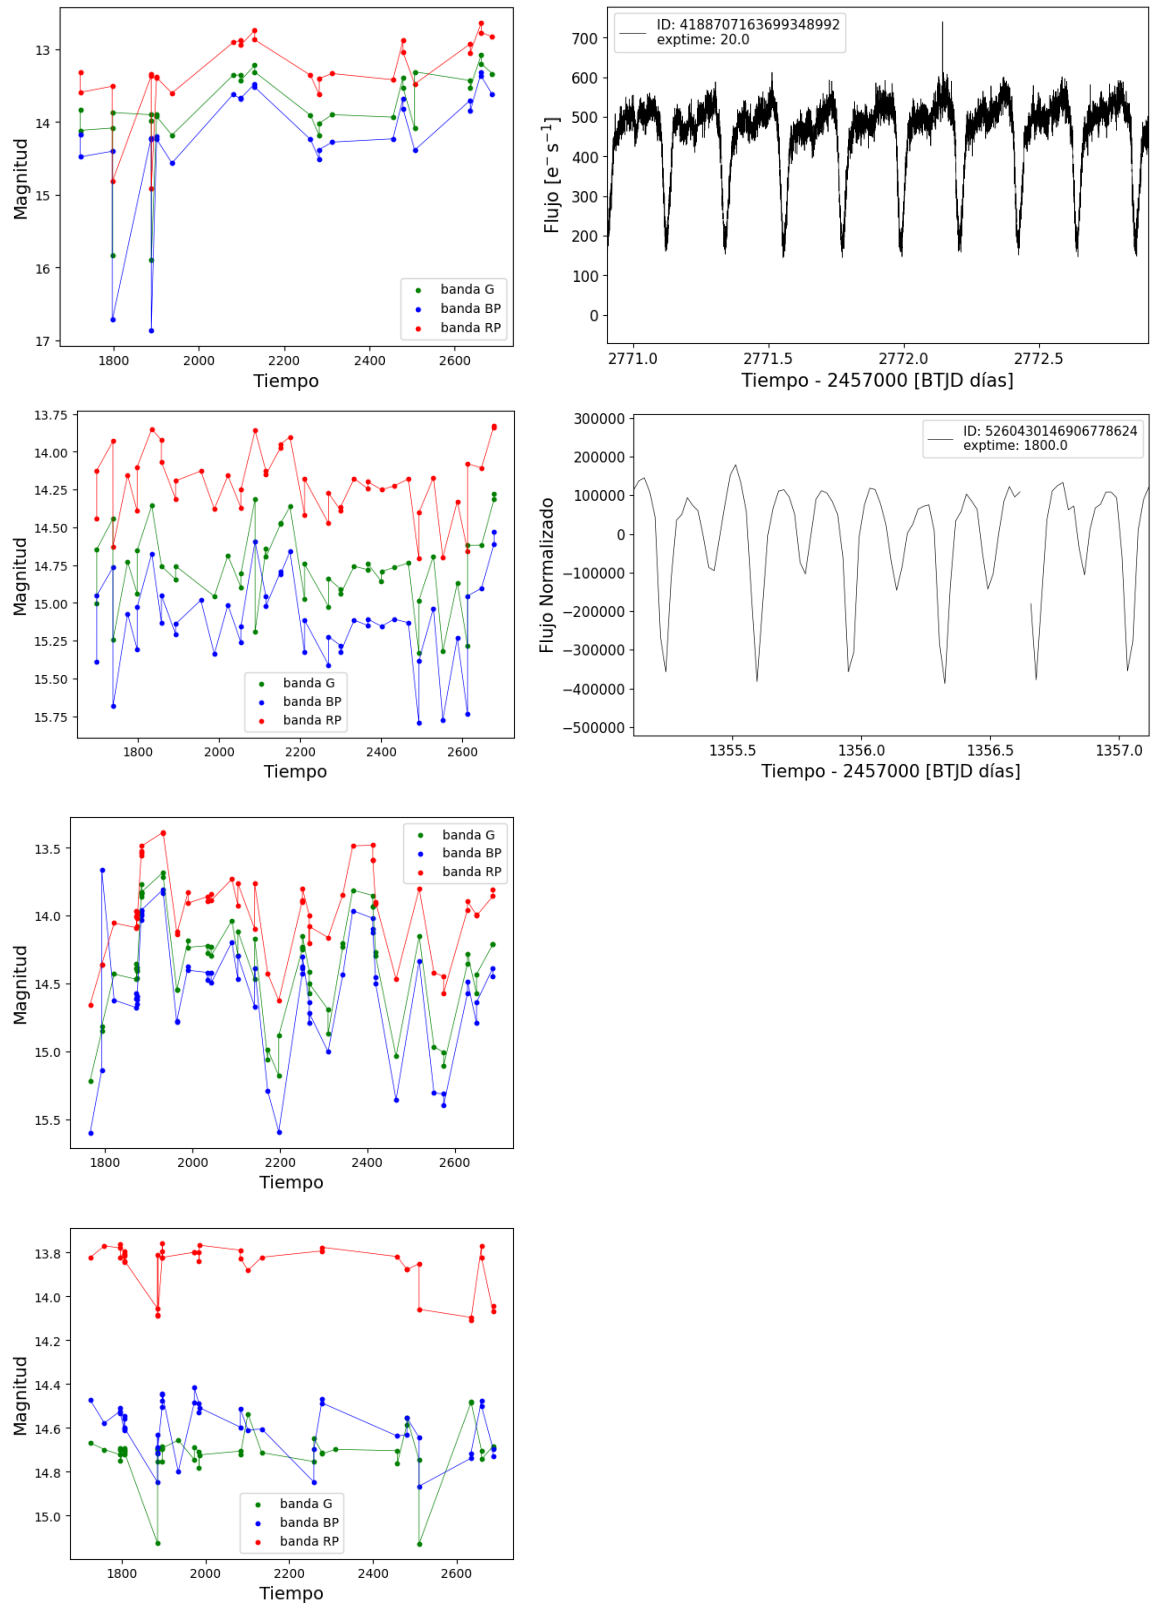 13
14
15
16
17
Magnitud
1800
2000
2200
2400
2600
Tiempo
banda G
banda BP
banda RP
700
600
500
400
300
200
100
0
Flujo [e⁻ s⁻¹]
ID: 4188707163699348992
exptime: 20.0
2771.0
2771.5
2772.0
2772.5
Tiempo - 2457000 [BTJD días]
13.75
14.00
14.25
14.50
14.75
15.00
15.25
15.50
15.75
Magnitud
banda G
banda BP
banda RP
1800
2000
2200
2400
2600
Tiempo
300000
200000
100000
0
−100000
−200000
−300000
−400000
−500000
Flujo Normalizado
ID: 5260430146906778624
exptime: 1800.0
1355.5
1356.0
1356.5
1357.0
Tiempo - 2457000 [BTJD días]
13.5
14.0
14.5
15.0
15.5
Magnitud
banda G
banda BP
banda RP
1800
2000
2200
2400
2600
Tiempo
13.8
14.0
14.2
14.4
14.6
14.8
15.0
Magnitud
banda G
banda BP
banda RP
1800
2000
2200
2400
2600
Tiempo